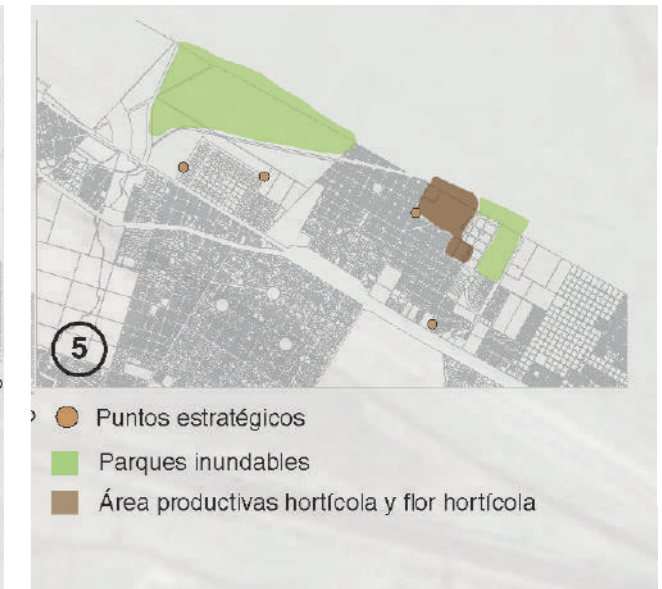 5
Puntos estratégicos
Parques inundables
Área productivas hortícola y flor hortícola